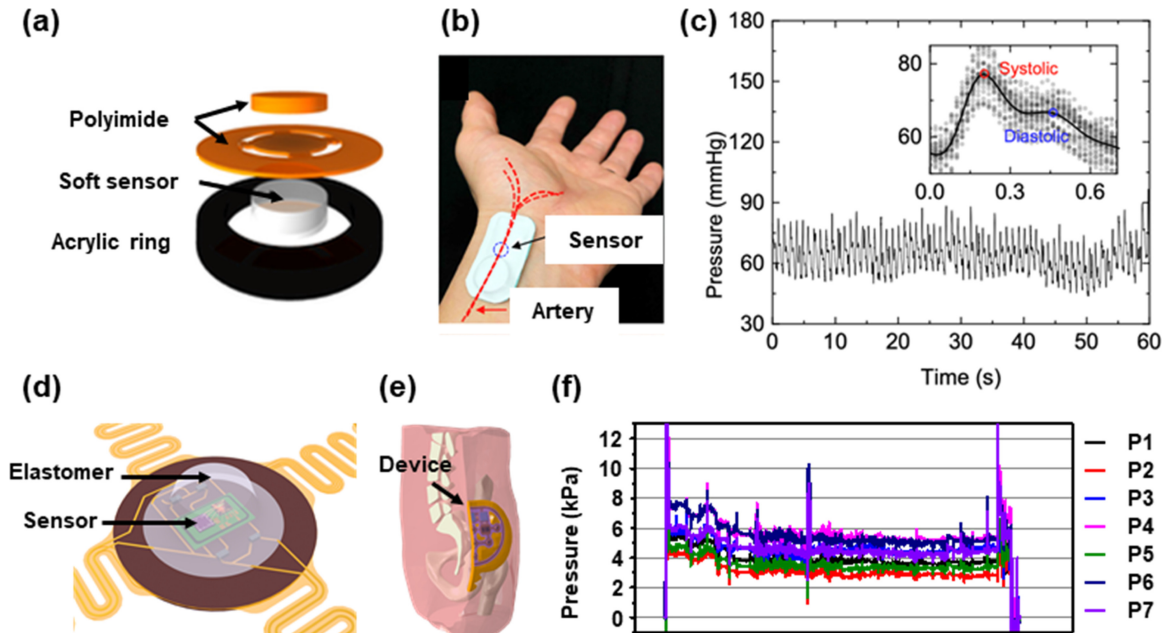 (a)
Polyimide
Soft sensor
Acrylic ring
(b)
Sensor
Artery
(c)
Pressure (mmHg)
180
150
120
90
60
30
0 10 20 30 40 50 60
Time (s)
80
60
0.0 0.3 0.6
Systolic
Diastolic
(d)
Elastomer
Sensor
(e)
Device
(f)
Pressure (kPa)
12
10
8
6
4
2
0
P1
P2
P3
P4
P5
P6
P7